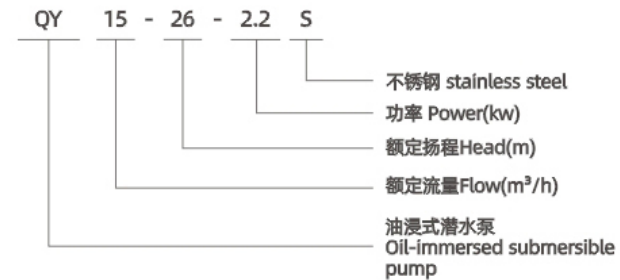 QY 15 - 26 - 2.2 S
不锈钢 stainless steel
功率 Power(kw)
额定扬程Head(m)
额定流量Flow(m³/h)
油浸式潜水泵
Oil-immersed submersible
pump